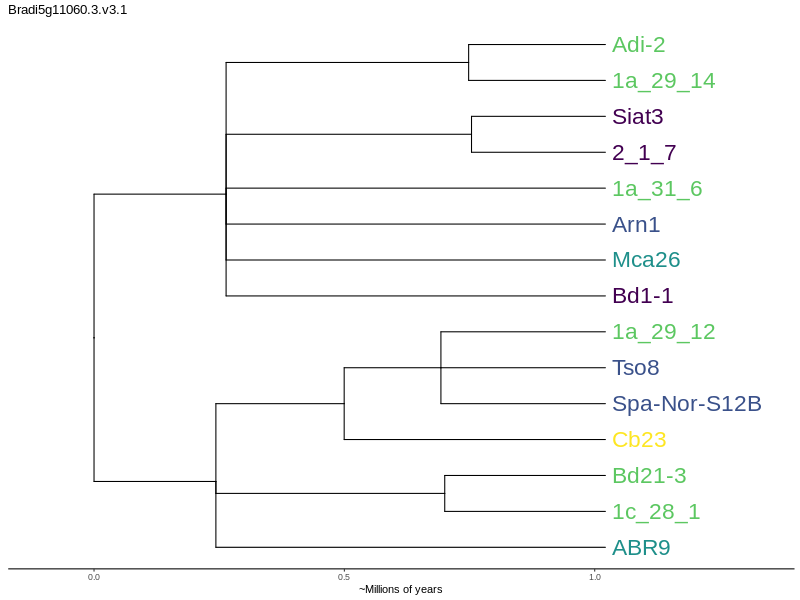 Bradi5g11060.3.v3.1
Adi-2
1a_29_14
Siat3
2_1_7
1a_31_6
Arn1
Mca26
Bd1-1
1a_29_12
Tso8
Spa-Nor-S12B
Cb23
Bd21-3
1c_28_1
ABR9
0.0 0.5 1.0
~Millions of years